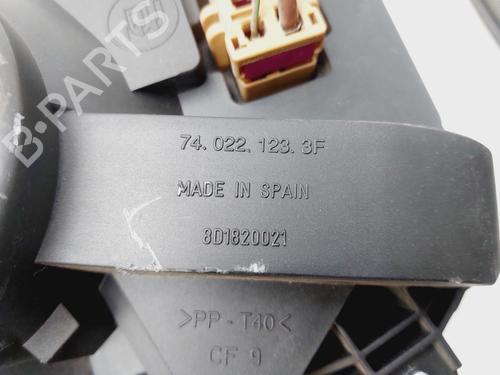 74. 022. 123. 3F
MADE IN SPAIN
8D1820021
>PP - T40<
CF 9
B-PARTS